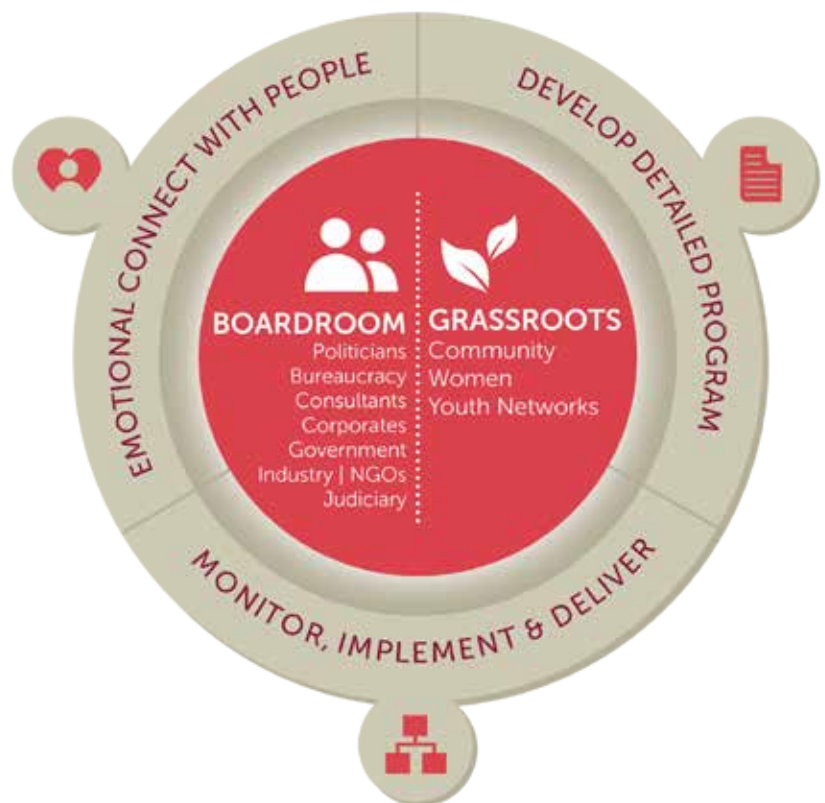 EMOTIONAL CONNECT WITH PEOPLE
DEVELOP DETAILED PROGRAM
BOARDROOM
Politicians
Bureaucracy
Consultants
Corporates
Government
Industry | NGOs
Judiciary
GRASSROOTS
Community
Women
Youth Networks
MONITOR, IMPLEMENT & DELIVER